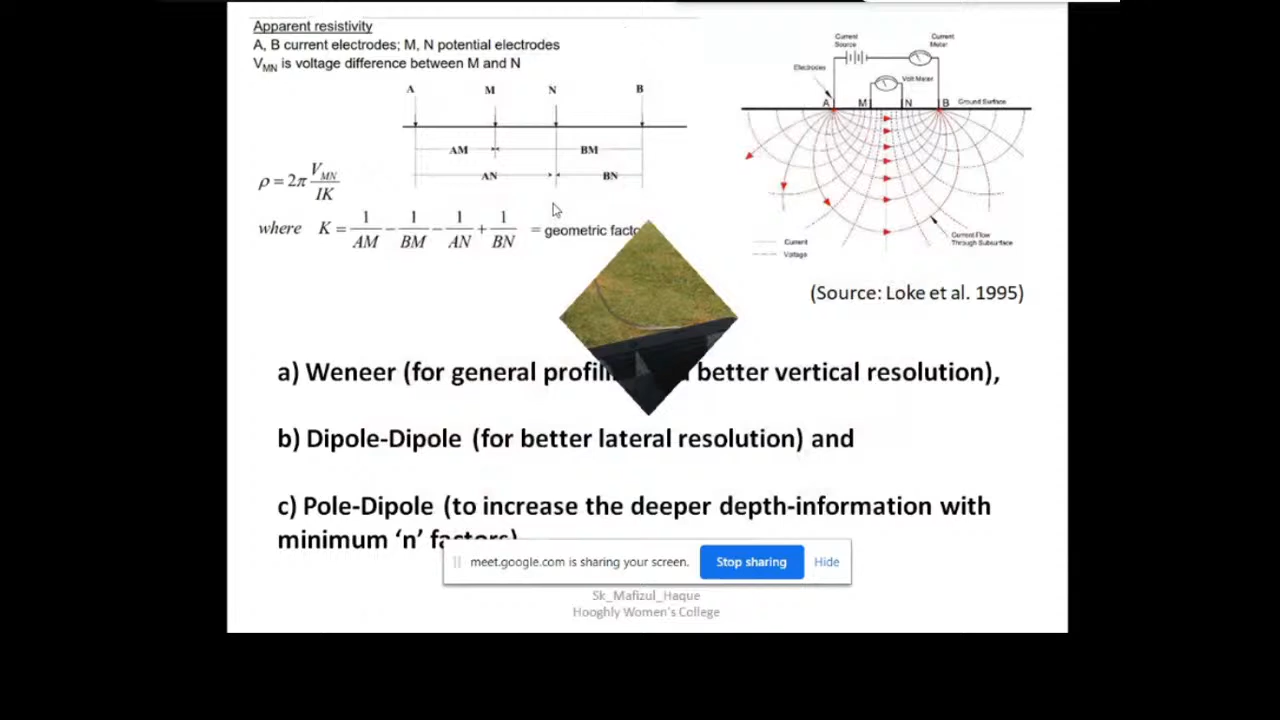 Apparent resistivity
A, B current electrodes; M, N potential electrodes
V_MN is voltage difference between M and N
A M N B
AM BM
AN BN
ρ = 2π V_MN / IK
where K = 1/AM − 1/BM − 1/AN + 1/BN = geometric facto
Current Source
Current Meter
Electrodes
Volt Meter
A M N B Ground Surface
Current Flow
Through Subsurface
Current
Voltage
(Source: Loke et al. 1995)
a) Weneer (for general profili better vertical resolution),
b) Dipole-Dipole (for better lateral resolution) and
c) Pole-Dipole (to increase the deeper depth-information with
minimum ‘n’ factors)
meet.google.com is sharing your screen. Stop sharing Hide
Sk_Mafizul_Haque
Hooghly Women's College